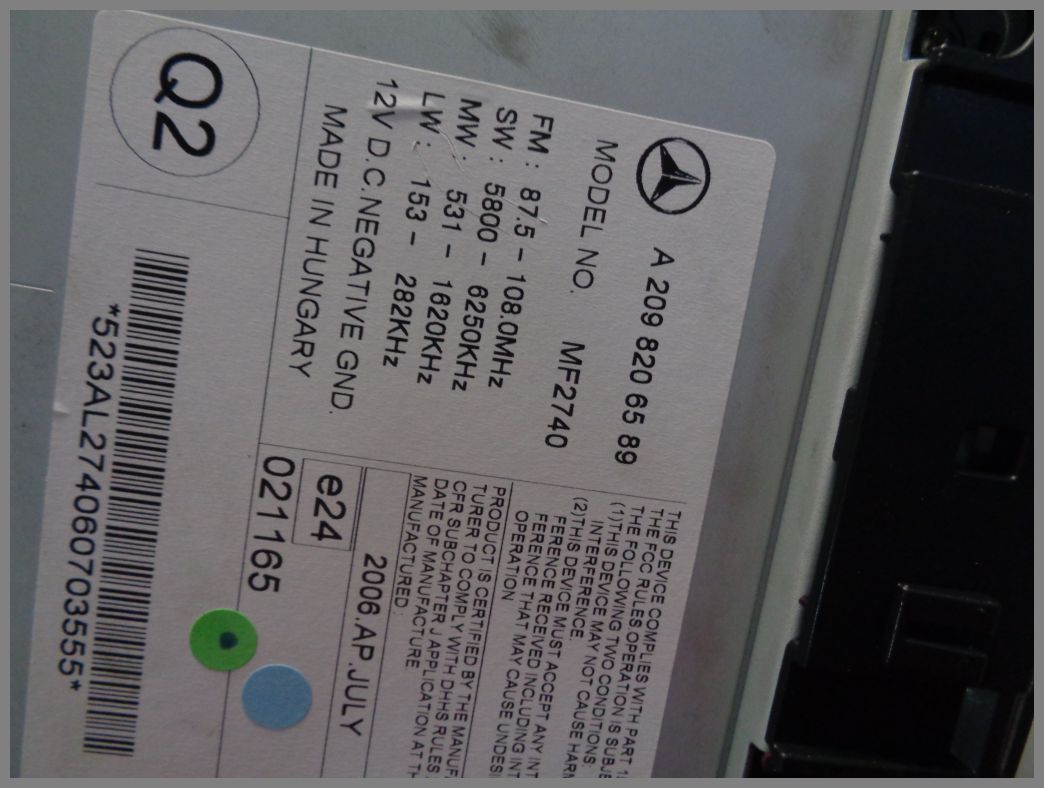 A 209 820 65 89
MODEL NO. MF2740
FM : 87.5 - 108.0MHz
SW : 5800 - 6250KHz
MW : 531 - 1620KHz
LW : 153 - 282KHz
12V D.C.NEGATIVE GND.
MADE IN HUNGARY
THIS DEVICE COMPLIES WITH PART
THE FCC RULES OPERATION IS
THE FOLLOWING TWO CONDITIONS:
(1)THIS DEVICE MAY NOT CAUSE
INTERFERENCE.
(2)THIS DEVICE MUST ACCEPT ANY
FERENCE RECEIVED INCLUDING
FERENCE THAT MAY CAUSE
OPERATION
PRODUCT IS CERTIFIED BY THE
TURER TO COMPLY WITH DHHS RULES
CFR SUBCHAPTER J APPLICATION AT
DATE OF MANUFACTURE.
MANUFACTURED :
2006.AP.JULY
e24
021165
Q2
*523AL2740607035555*